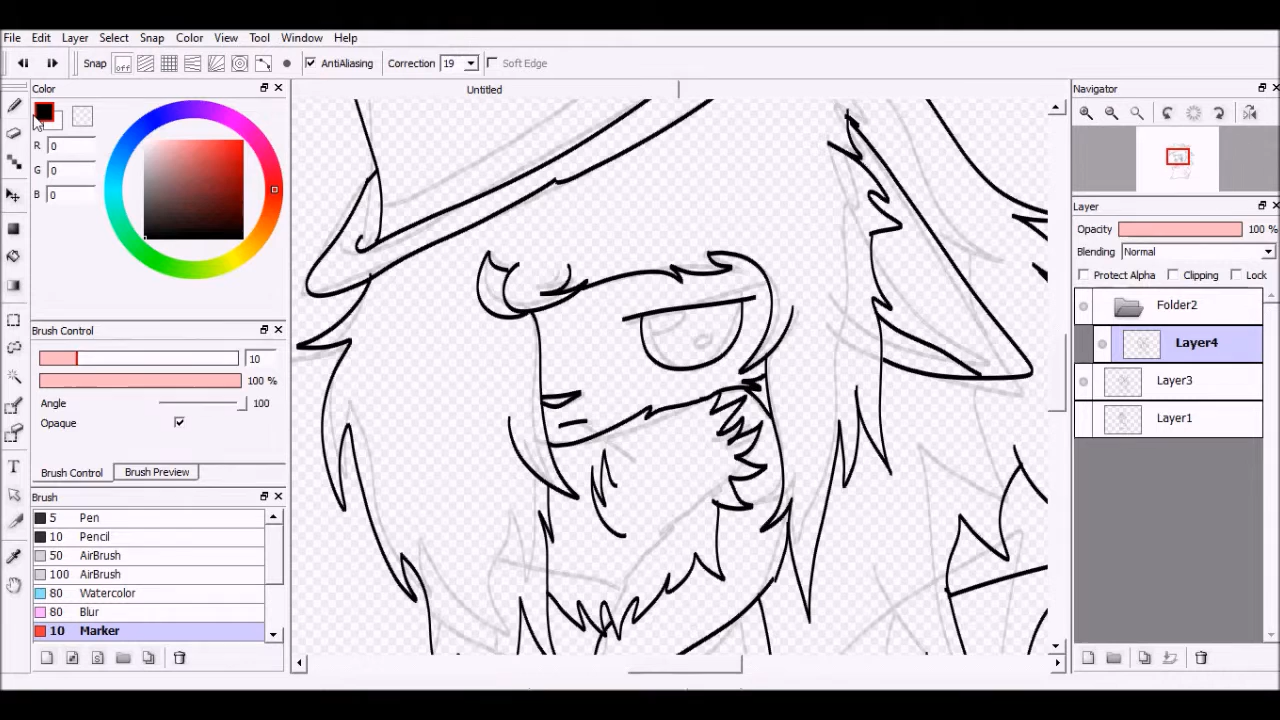 File Edit Layer Select Snap Color View Tool Window Help
Snap off AntiAliasing Correction 19 Soft Edge
Color
Untitled
Navigator
R 0
G 0
B 0
Layer
Opacity 100 %
Blending Normal
Protect Alpha Clipping Lock
Folder2
Layer4
Layer3
Layer1
Brush Control
10
100 %
Angle 100
Opaque
Brush Control Brush Preview
Brush
5 Pen
10 Pencil
50 AirBrush
100 AirBrush
80 Watercolor
80 Blur
10 Marker
T